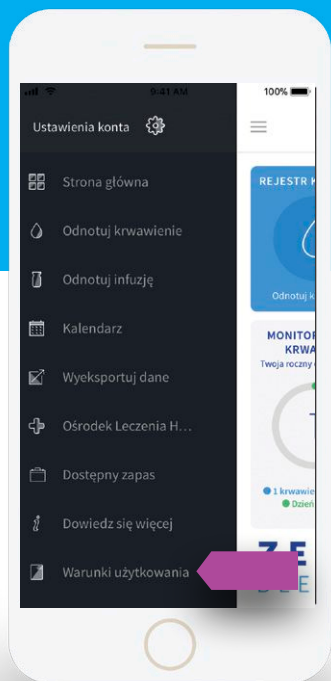 9:41 AM
100%
Ustawienia konta
Strona główna
Odnotuj krwawienie
Odnotuj infuzję
Kalendarz
Wyeksportuj dane
Ośrodek Leczenia H...
Dostępny zapas
Dowiedz się więcej
Warunki użytkowania
REJESTR K
Odnotuj k
MONITO
KRWA
Twoja roczny
1 krwawie
Dzień
ZE